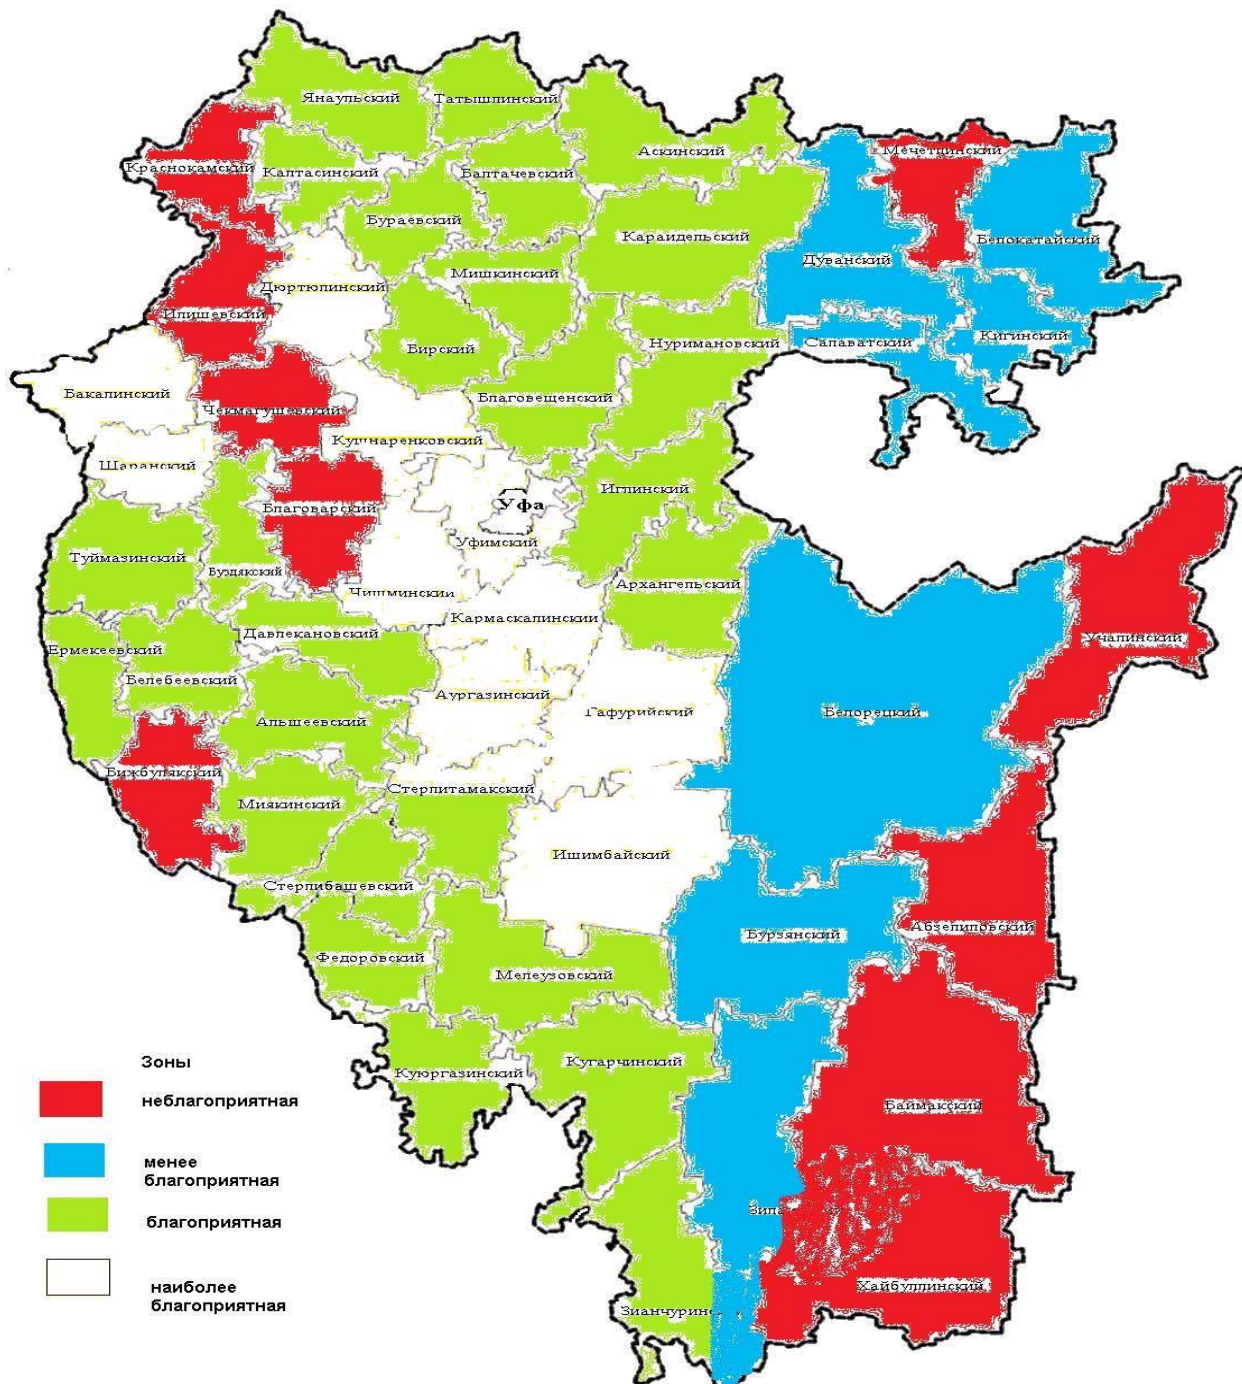 Янаульский
Татышлинский
Аскинский
Мечетлинский
Краснокамский
Калтасинский
Балтачевский
Бураевский
Караидельский
Белокатайский
Дуванский
Мишкинский
Дюртюлинский
Илишевский
Бирский
Нуримановский
Салаватский
Кигинский
Бакалинский
Благовещенский
Чекмагушевский
Кушнаренковский
Шаранский
Иглинский
Уфа
Благоварский
Уфимский
Туймазинский
Буздякский
Архангельский
Чишминский
Кармаскалинский
Давлекановский
Учалинский
Ермекеевский
Белебеевский
Аургазинский
Гафурийский
Белорецкий
Альшеевский
Бижбулякский
Стерлитамакский
Миякинский
Ишимбайский
Стерлибашевский
Абзелиловский
Бурзянский
Федоровский
Мелеузовский
Кугарчинский
Куюргазинский
Баймакский
Хайбуллинский
Зоны
неблагоприятная
менее
благоприятная
благоприятная
наиболее
благоприятная